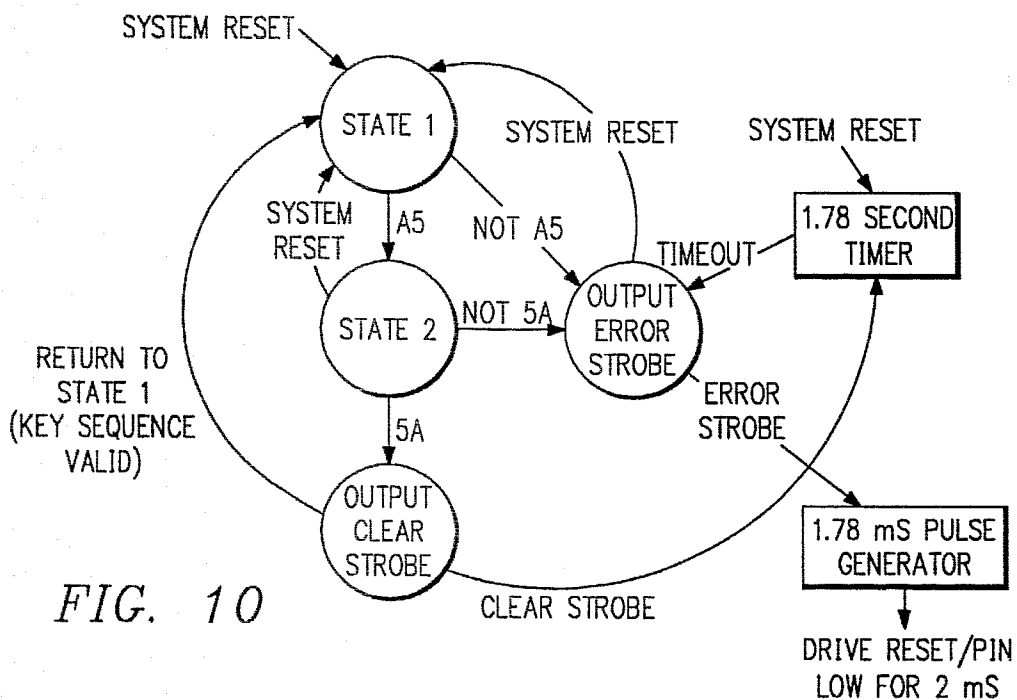 SYSTEM RESET
STATE 1
SYSTEM RESET
SYSTEM RESET
SYSTEM
RESET
A5
NOT A5
1.78 SECOND
TIMER
TIMEOUT
STATE 2
NOT 5A
OUTPUT
ERROR
STROBE
RETURN TO
STATE 1
(KEY SEQUENCE
VALID)
5A
ERROR
STROBE
OUTPUT
CLEAR
STROBE
1.78 mS PULSE
GENERATOR
CLEAR STROBE
FIG. 10
DRIVE RESET/PIN
LOW FOR 2 mS